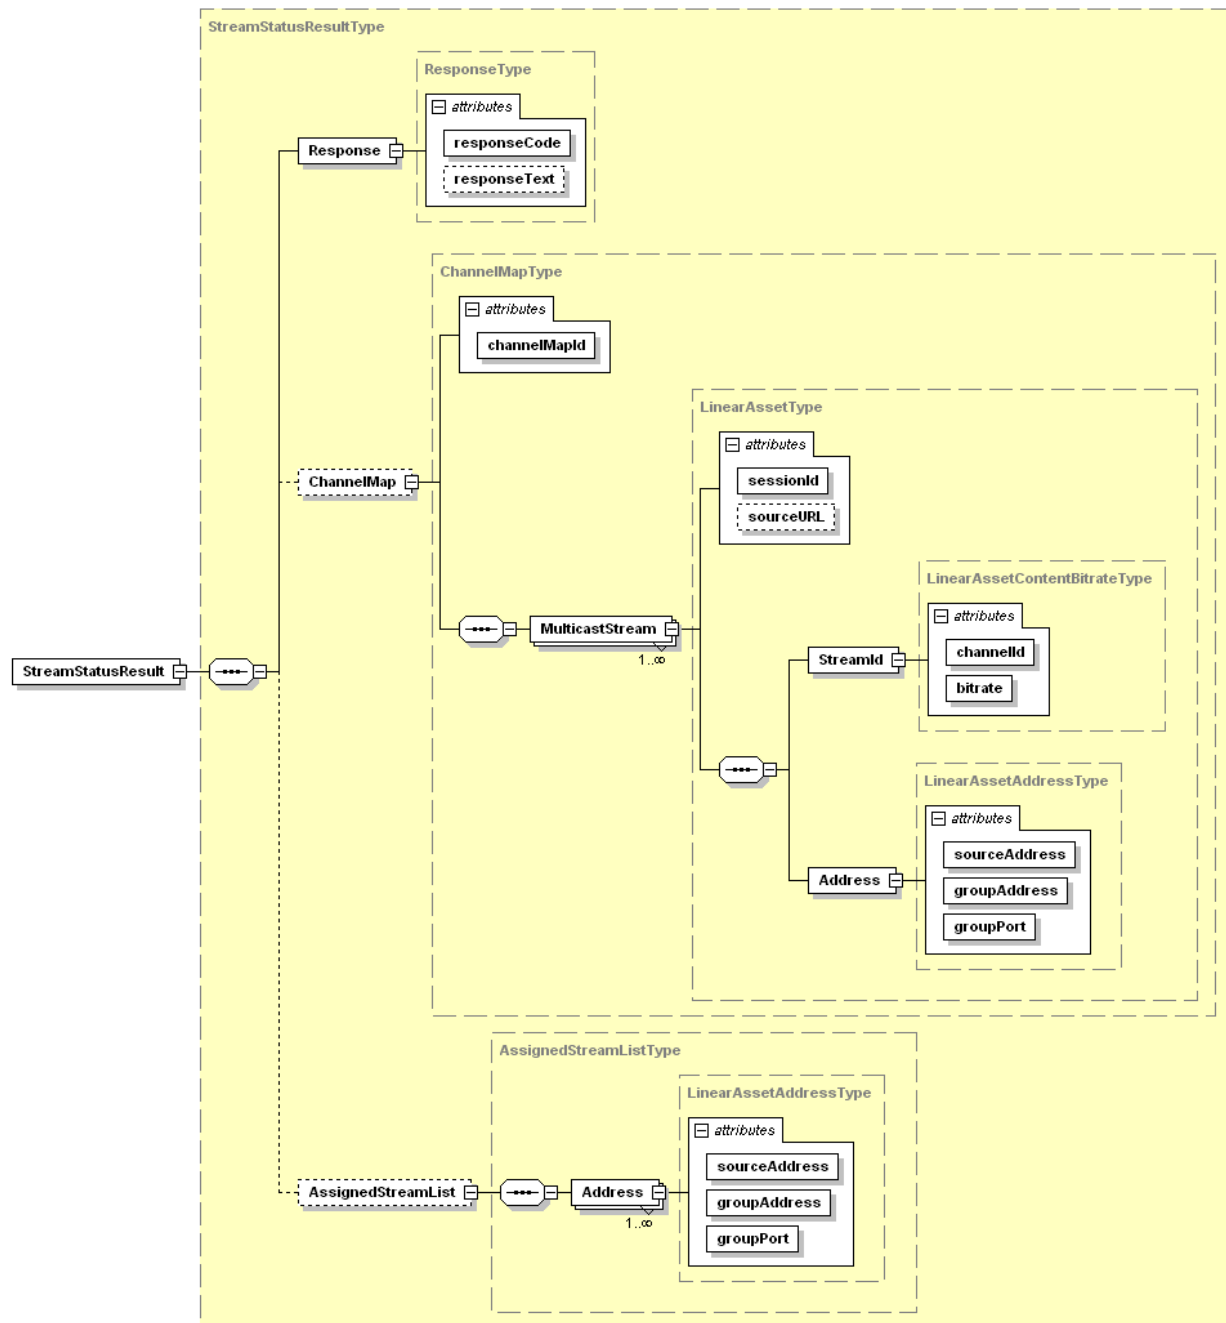 StreamStatusResultType
ResponseType
attributes
responseCode
Response
responseText
ChannelMapType
attributes
channelMapId
LinearAssetType
attributes
sessionId
ChannelMap
sourceURL
LinearAssetContentBitrateType
attributes
MulticastStream
1..∞
channelId
StreamId
StreamStatusResult
bitrate
LinearAssetAddressType
attributes
sourceAddress
Address
groupAddress
groupPort
AssignedStreamListType
LinearAssetAddressType
attributes
sourceAddress
AssignedStreamList
Address
1..∞
groupAddress
groupPort